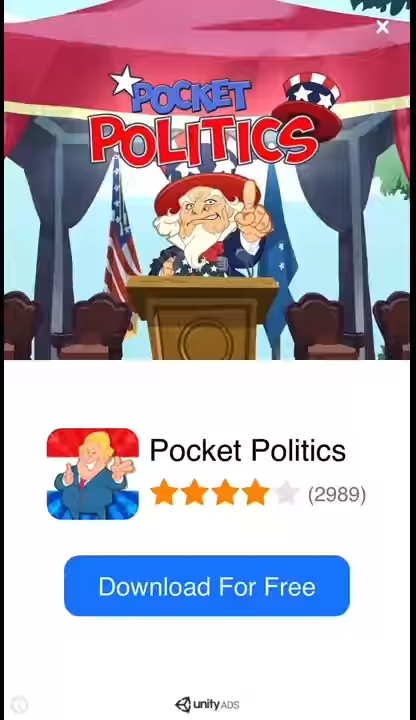 POCKET
POLITICS
Pocket Politics
(2989)
Download For Free
unity ADS